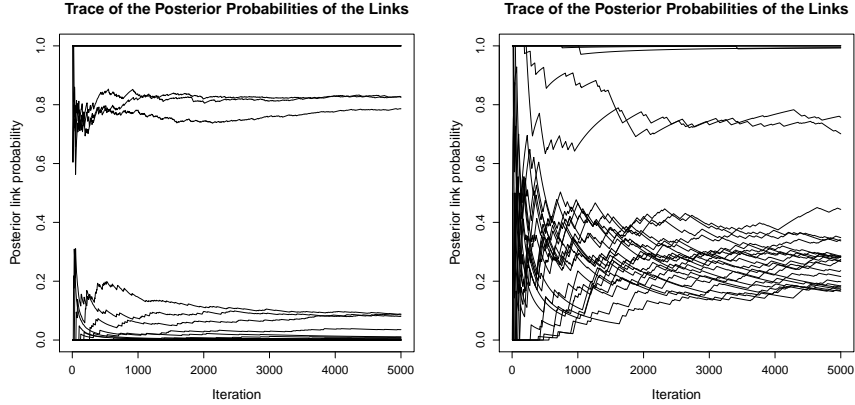 Trace of the Posterior Probabilities of the Links
Posterior link probability
0.0 0.2 0.4 0.6 0.8 1.0
0 1000 2000 3000 4000 5000
Iteration
Trace of the Posterior Probabilities of the Links
Posterior link probability
0.0 0.2 0.4 0.6 0.8 1.0
0 1000 2000 3000 4000 5000
Iteration